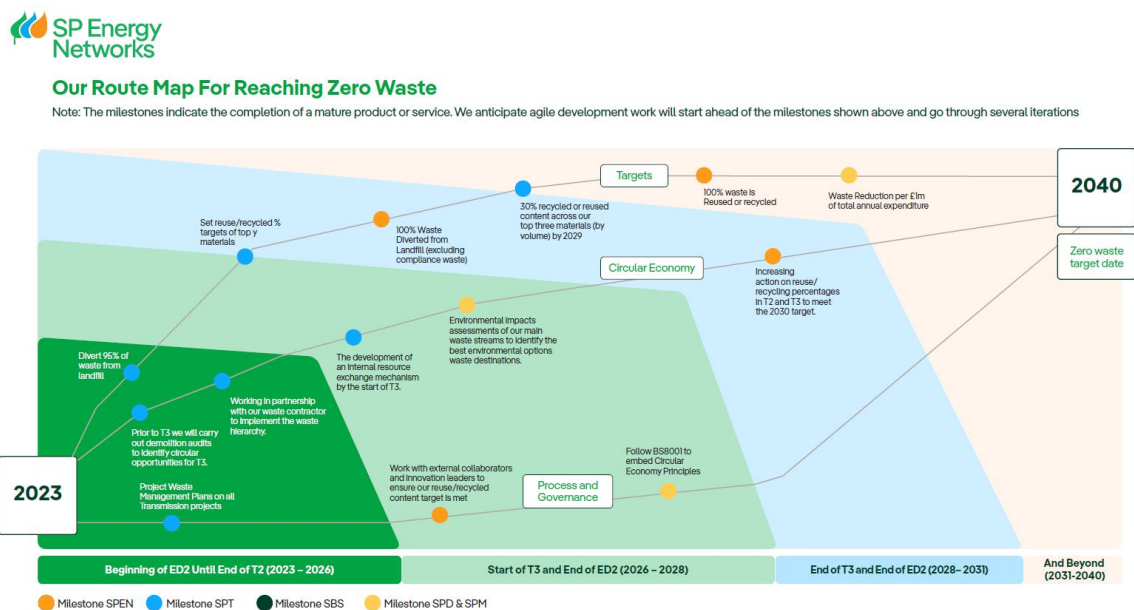 SP Energy
Networks
Our Route Map For Reaching Zero Waste
Note: The milestones indicate the completion of a mature product or service. We anticipate agile development work will start ahead of the milestones shown above and go through several iterations
Targets
2040
100% waste is
Reused or recycled
Waste Reduction per £1m
of total annual expenditure
30% recycled or reused
content across our
top three materials (by
volume) by 2029
Set reuse/recycled %
targets of top y
materials
100% Waste
Diverted from
Landfill (excluding
compliance waste)
Zero waste
target date
Circular Economy
Increasing
action on reuse/
recycling percentages
in T2 and T3 to meet
the 2030 target.
Environmental impacts
assessments of our main
waste streams to identify the
best environmental options
waste destinations.
Divert 95% of
waste from
landfill
The development of
an internal resource
exchange mechanism
by the start of T3.
Working in partnership
with our waste contractor
to implement the waste
hierarchy.
Prior to T3 we will carry
out demolition audits
to identify circular
opportunities for T3.
2023
Project Waste
Management Plans on all
Transmission projects
Work with external collaborators
and innovation leaders to
ensure our reuse/recycled
content target is met
Process and
Governance
Follow BS8001 to
embed Circular
Economy Principles
Beginning of ED2 Until End of T2 (2023 – 2026)
Start of T3 and End of ED2 (2026 – 2028)
End of T3 and End of ED2 (2028– 2031)
And Beyond
(2031-2040)
Milestone SPEN
Milestone SPT
Milestone SBS
Milestone SPD & SPM